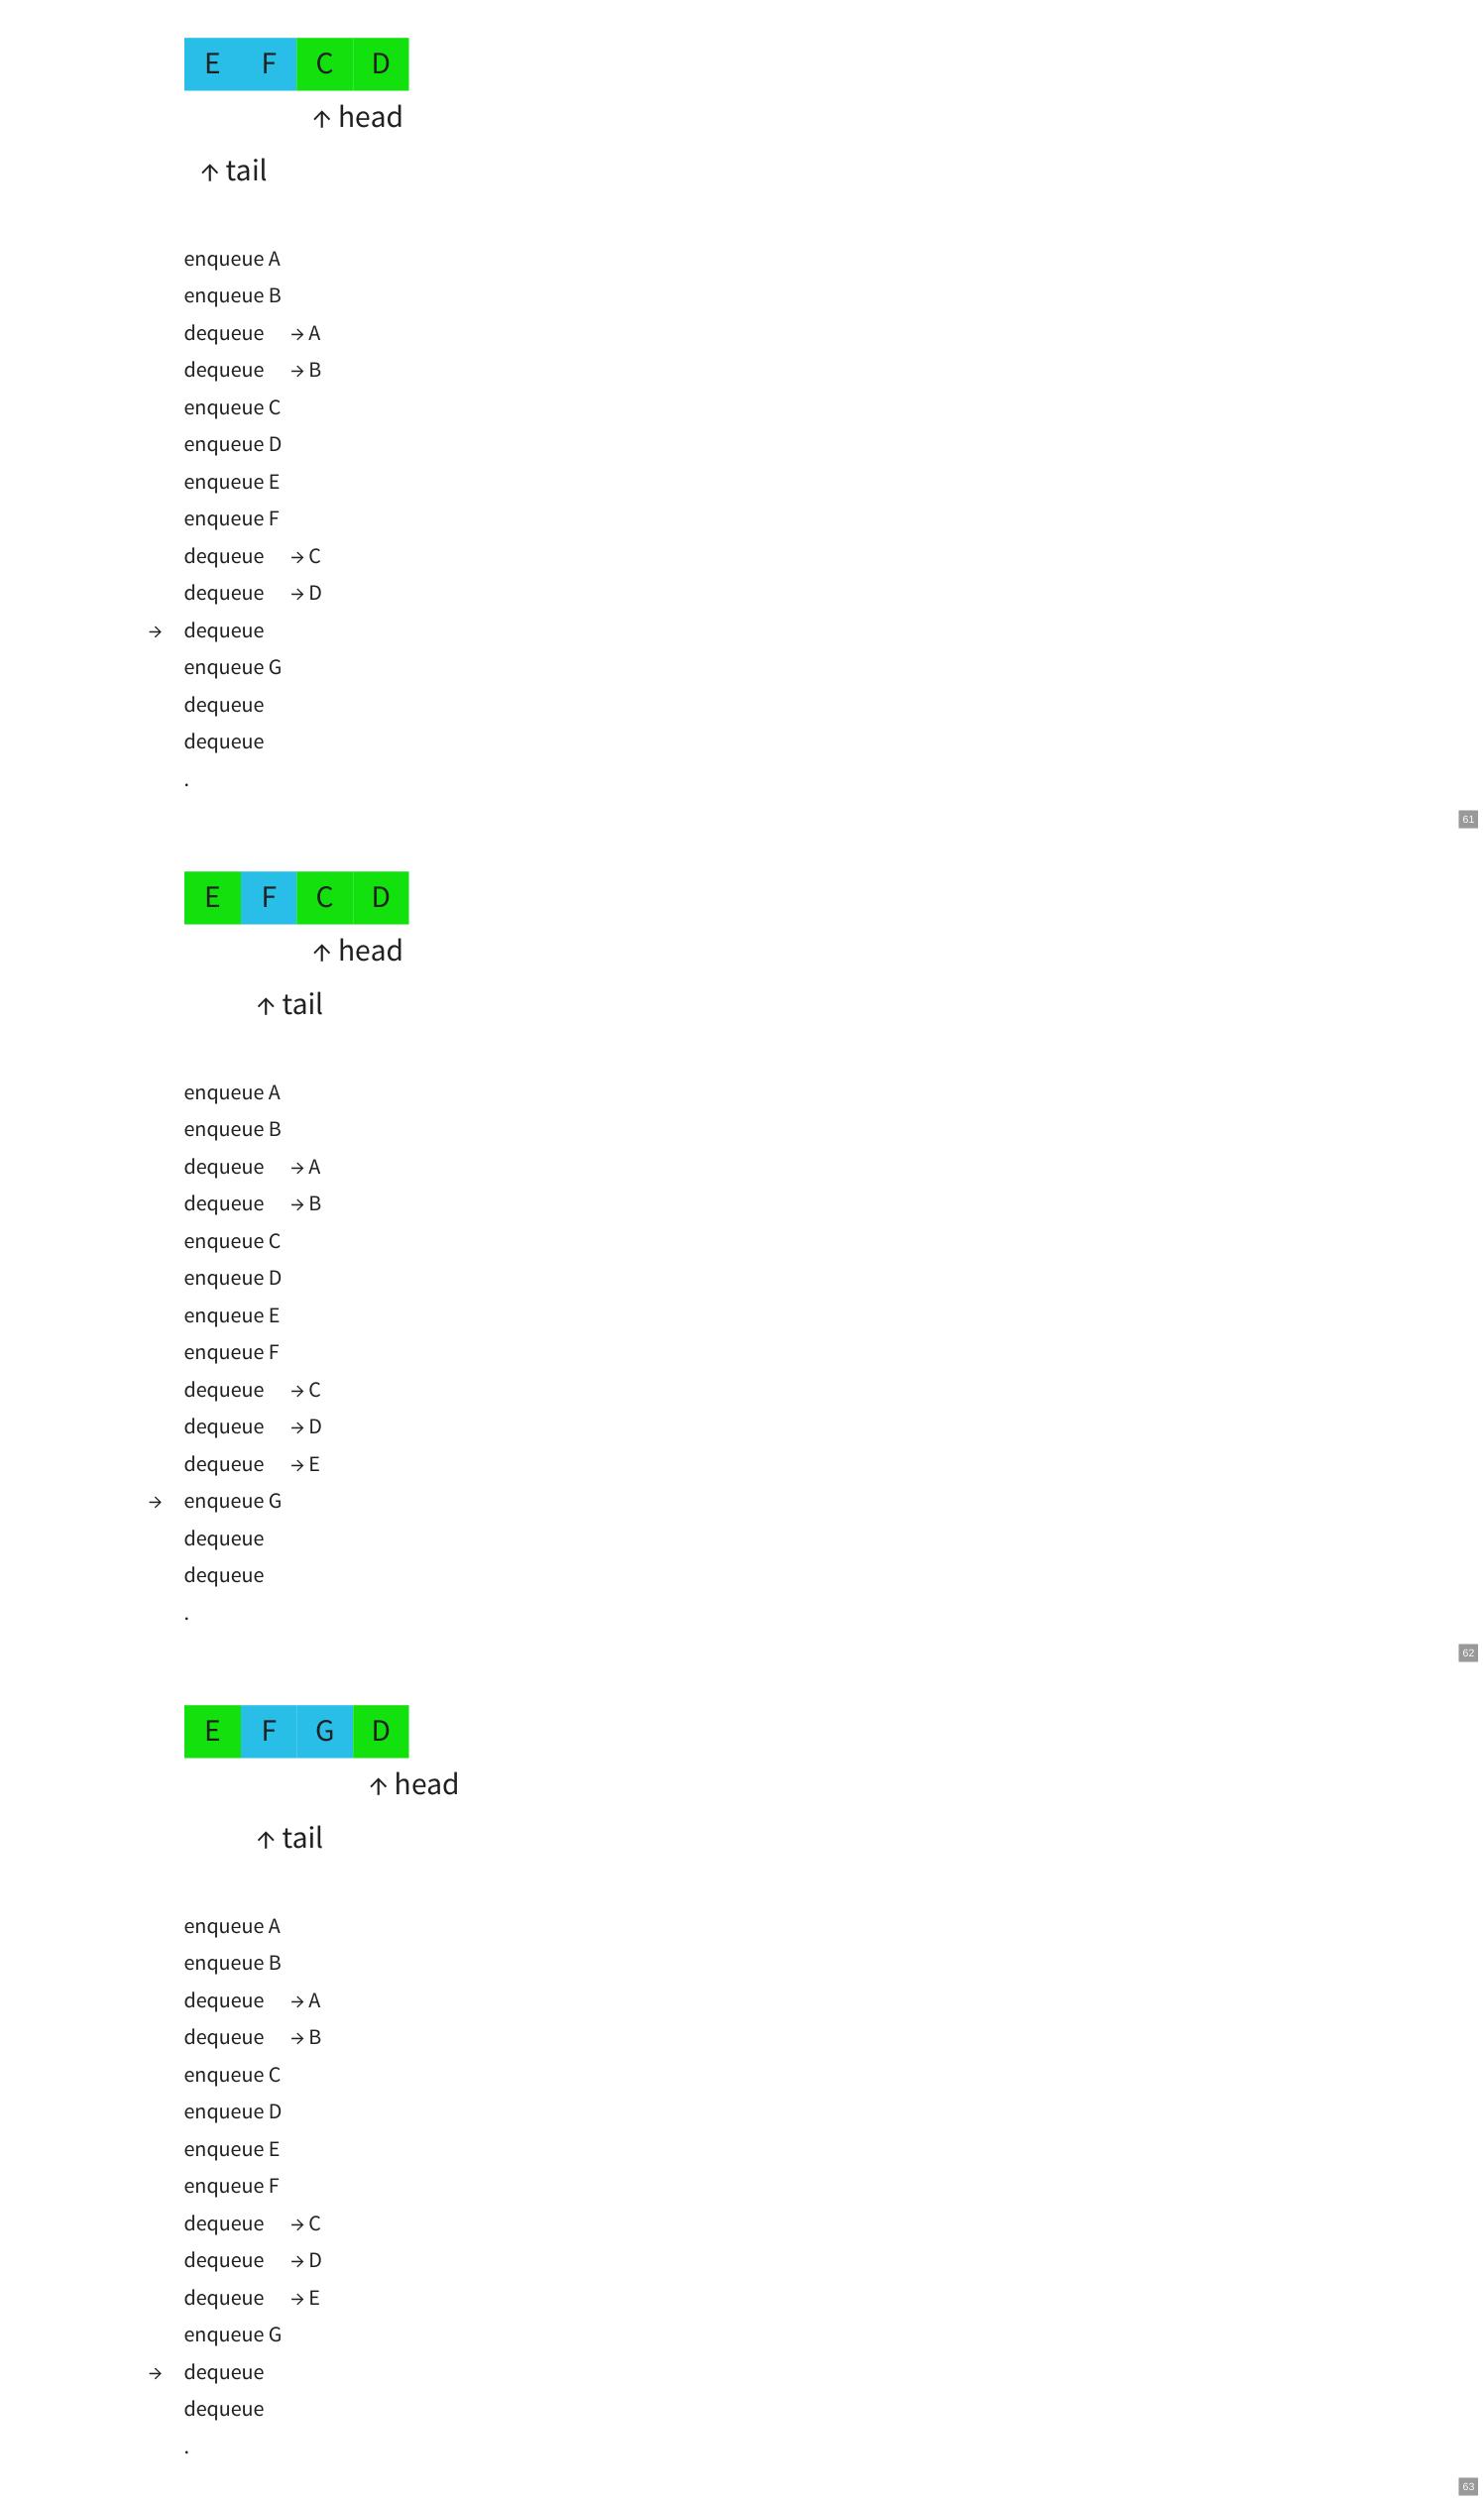 E F C D
↑ head
↑ tail
enqueue A
enqueue B
dequeue → A
dequeue → B
enqueue C
enqueue D
enqueue E
enqueue F
dequeue → C
dequeue → D
→ dequeue
enqueue G
dequeue
dequeue
.
61
E F C D
↑ head
↑ tail
enqueue A
enqueue B
dequeue → A
dequeue → B
enqueue C
enqueue D
enqueue E
enqueue F
dequeue → C
dequeue → D
dequeue → E
→ enqueue G
dequeue
dequeue
.
62
E F G D
↑ head
↑ tail
enqueue A
enqueue B
dequeue → A
dequeue → B
enqueue C
enqueue D
enqueue E
enqueue F
dequeue → C
dequeue → D
dequeue → E
enqueue G
→ dequeue
dequeue
.
63